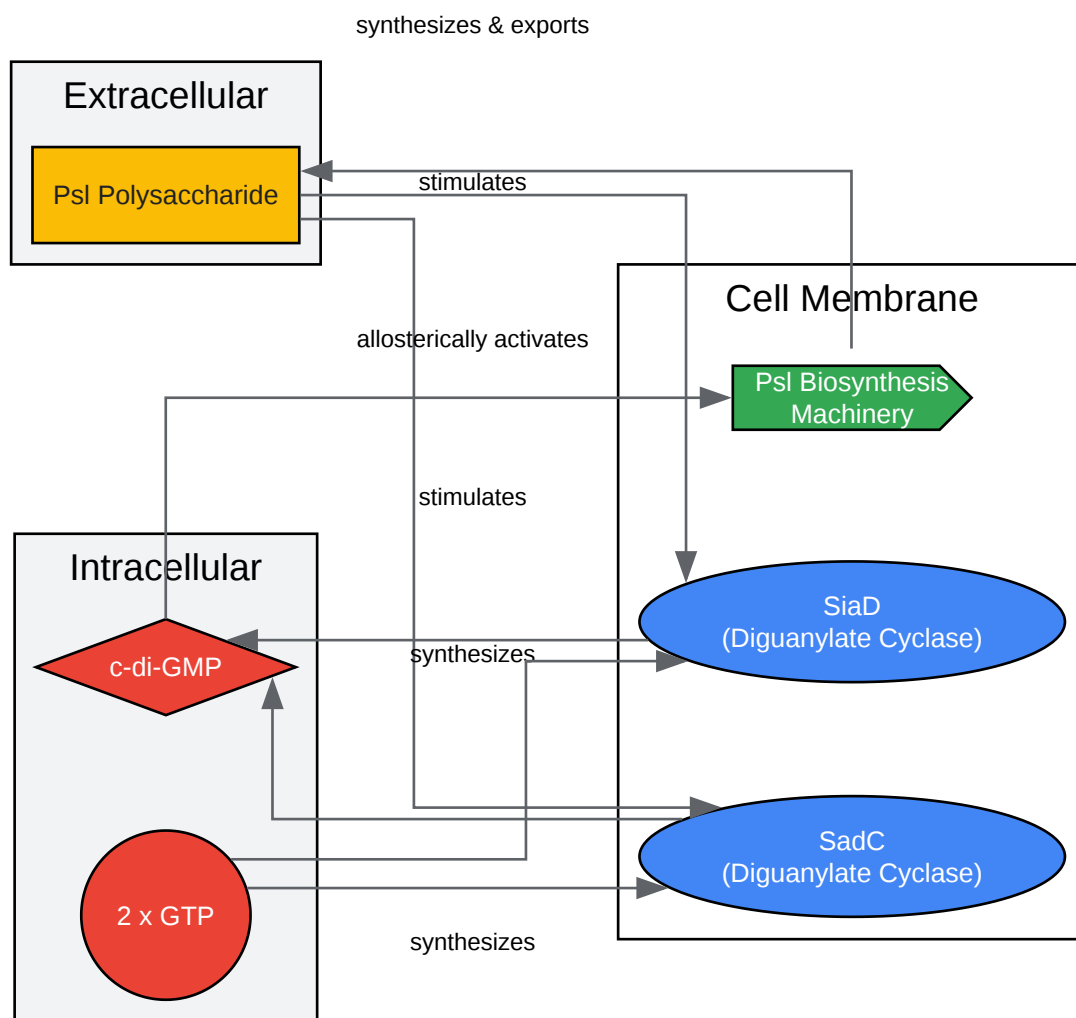 synthesizes & exports
Extracellular
Psl Polysaccharide
stimulates
Cell Membrane
allosterically activates
Psl Biosynthesis
Machinery
stimulates
Intracellular
SiaD
(Diguanylate Cyclase)
synthesizes
c-di-GMP
SadC
(Diguanylate Cyclase)
2 x GTP
synthesizes